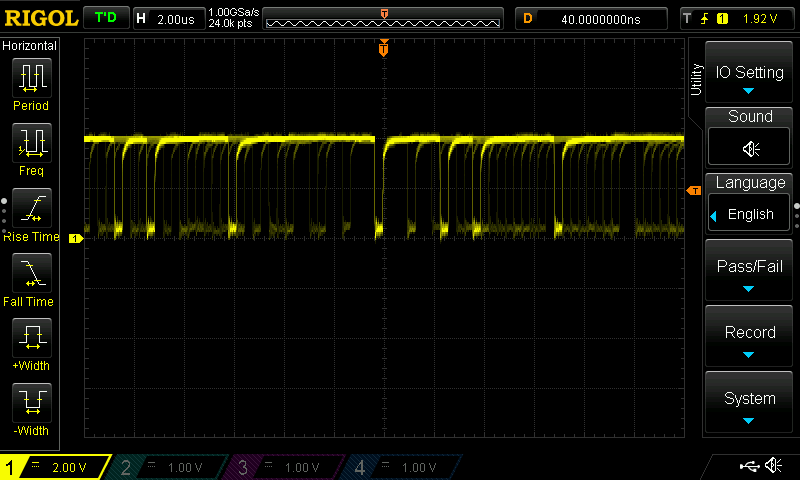 RIGOL T'D H 2.00us 1.00GSa/s 24.0k pts T D 40.0000000ns T 1 1.92 V
Horizontal
Period
Freq
Rise Time
Fall Time
+Width
-Width
T
T
1
Utility
IO Setting
Sound
Language
English
Pass/Fail
Record
System
1 2.00 V 2 1.00 V 3 1.00 V 4 1.00 V